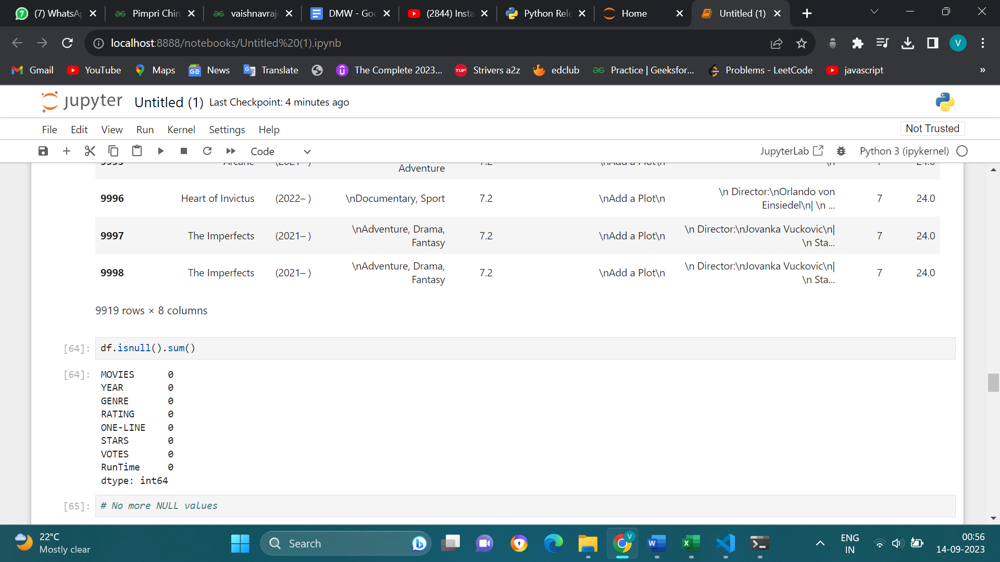 (7) WhatsAp
Pimpri Chin
vaishnavraj
DMW - Goo
(2844) Insta
Python Rele
Home
Untitled (1)
localhost:8888/notebooks/Untitled%20(1).ipynb
V
Gmail
YouTube
Maps
News
Translate
The Complete 2023...
Strivers a2z
edclub
Practice | Geeksfor...
Problems - LeetCode
javascript
»
jupyter Untitled (1) Last Checkpoint: 4 minutes ago
File Edit View Run Kernel Settings Help
Not Trusted
Code
JupyterLab
Python 3 (ipykernel)
9995 Arcane (2021– ) Adventure 7.2 \nAdd a Plot\n \n 7 24.0
9996 Heart of Invictus (2022– ) \nDocumentary, Sport 7.2 \nAdd a Plot\n \n Director:\nOrlando von Einsiedel\n| \n ... 7 24.0
9997 The Imperfects (2021– ) \nAdventure, Drama, Fantasy 7.2 \nAdd a Plot\n \n Director:\nJovanka Vuckovic\n| \n Sta... 7 24.0
9998 The Imperfects (2021– ) \nAdventure, Drama, Fantasy 7.2 \nAdd a Plot\n \n Director:\nJovanka Vuckovic\n| \n Sta... 7 24.0
9919 rows × 8 columns
[64]: df.isnull().sum()
[64]: MOVIES 0
YEAR 0
GENRE 0
RATING 0
ONE-LINE 0
STARS 0
VOTES 0
RunTime 0
dtype: int64
[65]: # No more NULL values
22°C
Mostly clear
Search
ENG
IN
00:56
14-09-2023